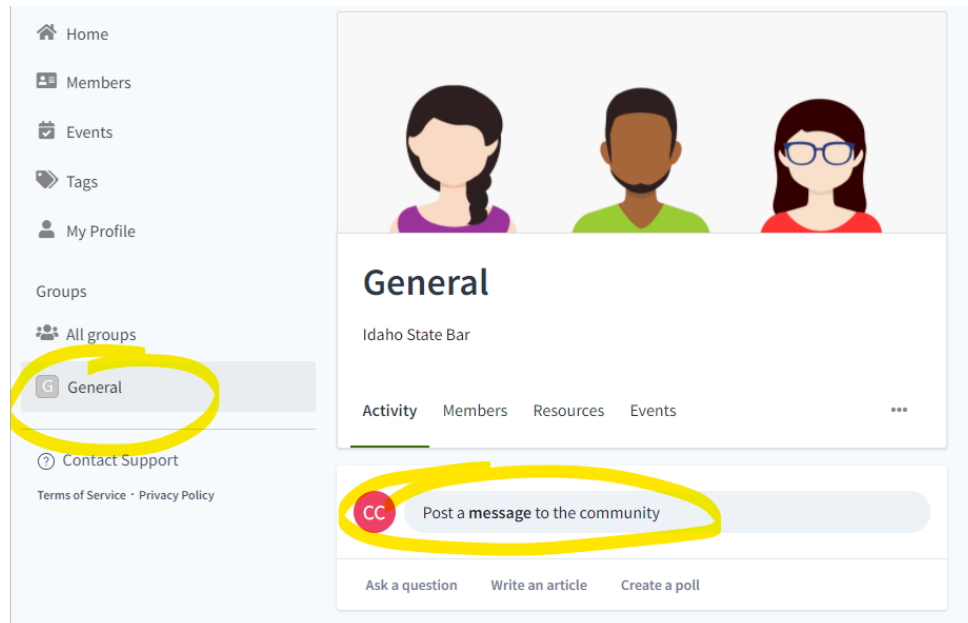 Home
Members
Events
Tags
My Profile
Groups
All groups
G General
Contact Support
Terms of Service · Privacy Policy
General
Idaho State Bar
Activity Members Resources Events
CC Post a message to the community
Ask a question Write an article Create a poll